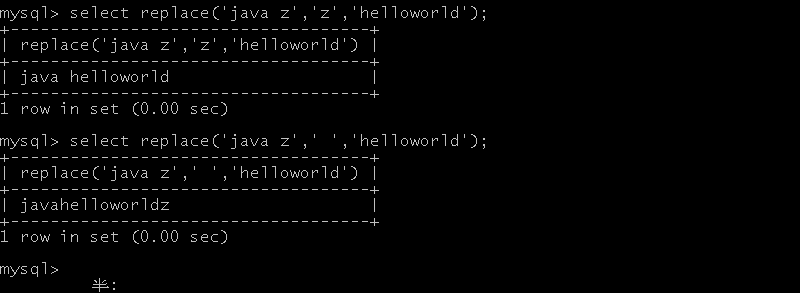 mysql> select replace('java z','z','helloworld');
+-----------------------------------+
| replace('java z','z','helloworld') |
+-----------------------------------+
| java helloworld                    |
+-----------------------------------+
1 row in set (0.00 sec)
mysql> select replace('java z',' ','helloworld');
+-----------------------------------+
| replace('java z',' ','helloworld') |
+-----------------------------------+
| javahelloworldz                    |
+-----------------------------------+
1 row in set (0.00 sec)
mysql>
半: